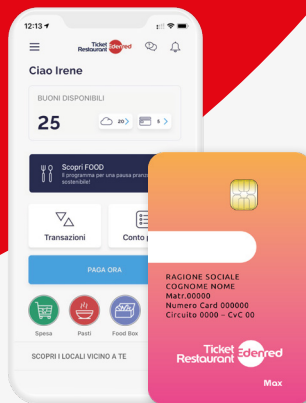 12:13
Ticket
Restaurant Edenred
Ciao Irene
BUONI DISPONIBILI
25
20
5
Scopri FOOD
Il programma per una pausa pranzo
sostenibile!
Transazioni
Conto
PAGA ORA
Spesa
Pasti
Food Box
SCOPRI I LOCALI VICINO A TE
RAGIONE SOCIALE
COGNOME NOME
Matr.00000
Numero Card 000000
Circuito 0000 – CvC 00
Ticket
Restaurant Edenred
Max